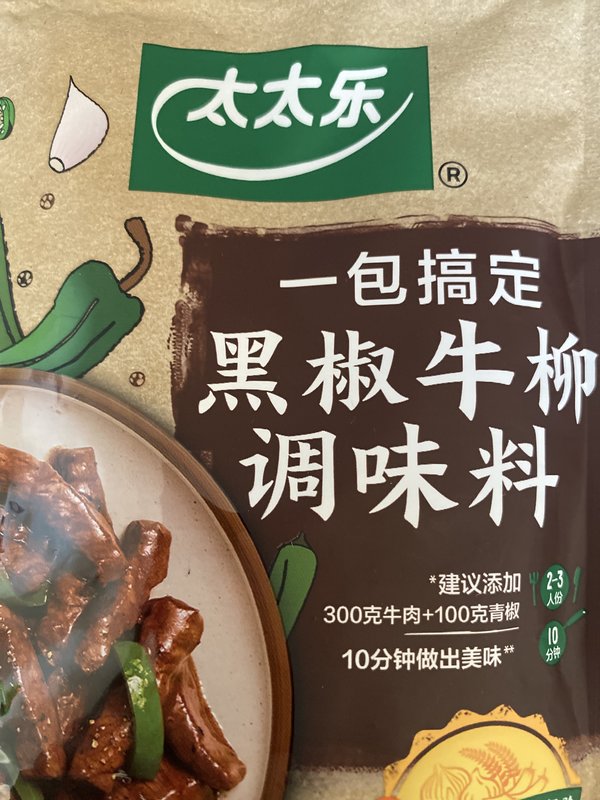 太太乐
®
一包搞定
黑椒牛柳
调味料
*建议添加
300克牛肉+100克青椒
10分钟做出美味**
2-3
人份
10
分钟